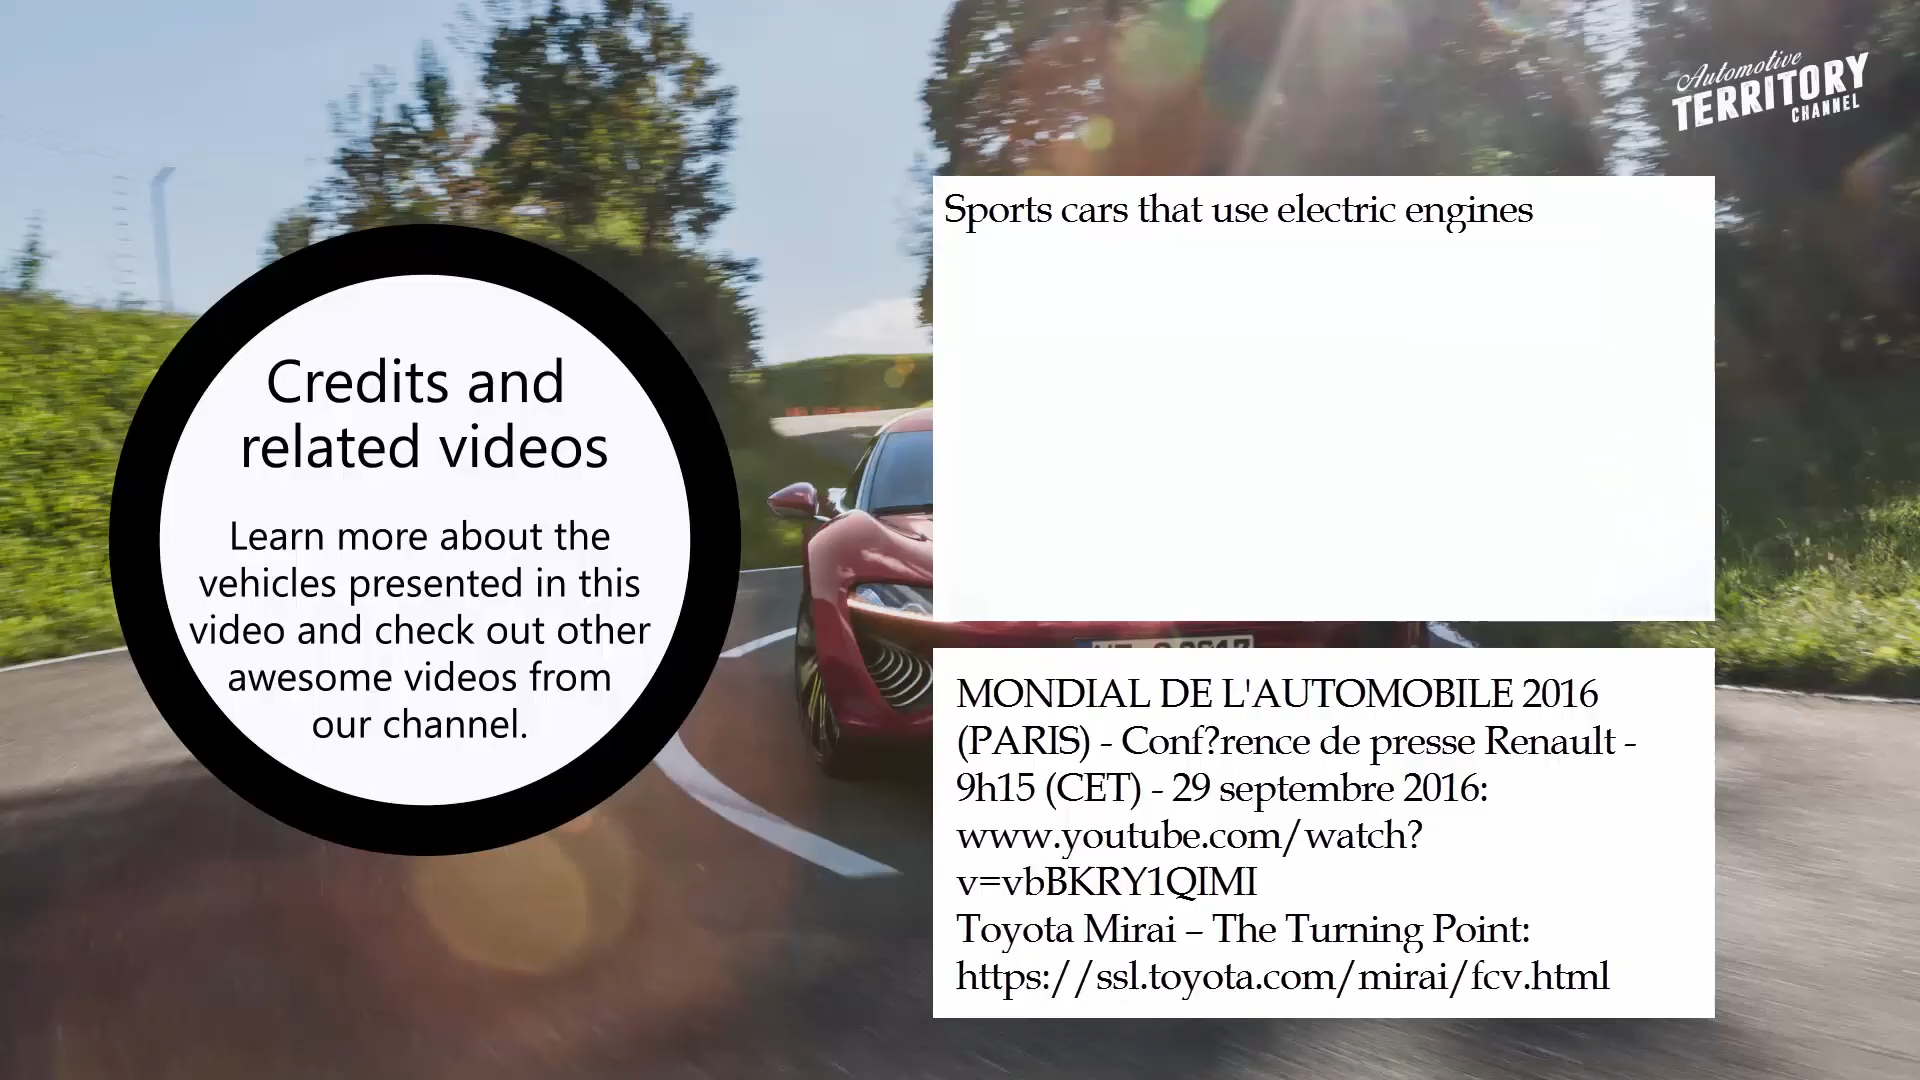 Automotive
TERRITORY
CHANNEL
Sports cars that use electric engines
Credits and
related videos
Learn more about the
vehicles presented in this
video and check out other
awesome videos from
our channel.
MONDIAL DE L'AUTOMOBILE 2016
(PARIS) - Conf?rence de presse Renault -
9h15 (CET) - 29 septembre 2016:
www.youtube.com/watch?
v=vbBKRY1QIMI
Toyota Mirai – The Turning Point:
https://ssl.toyota.com/mirai/fcv.html